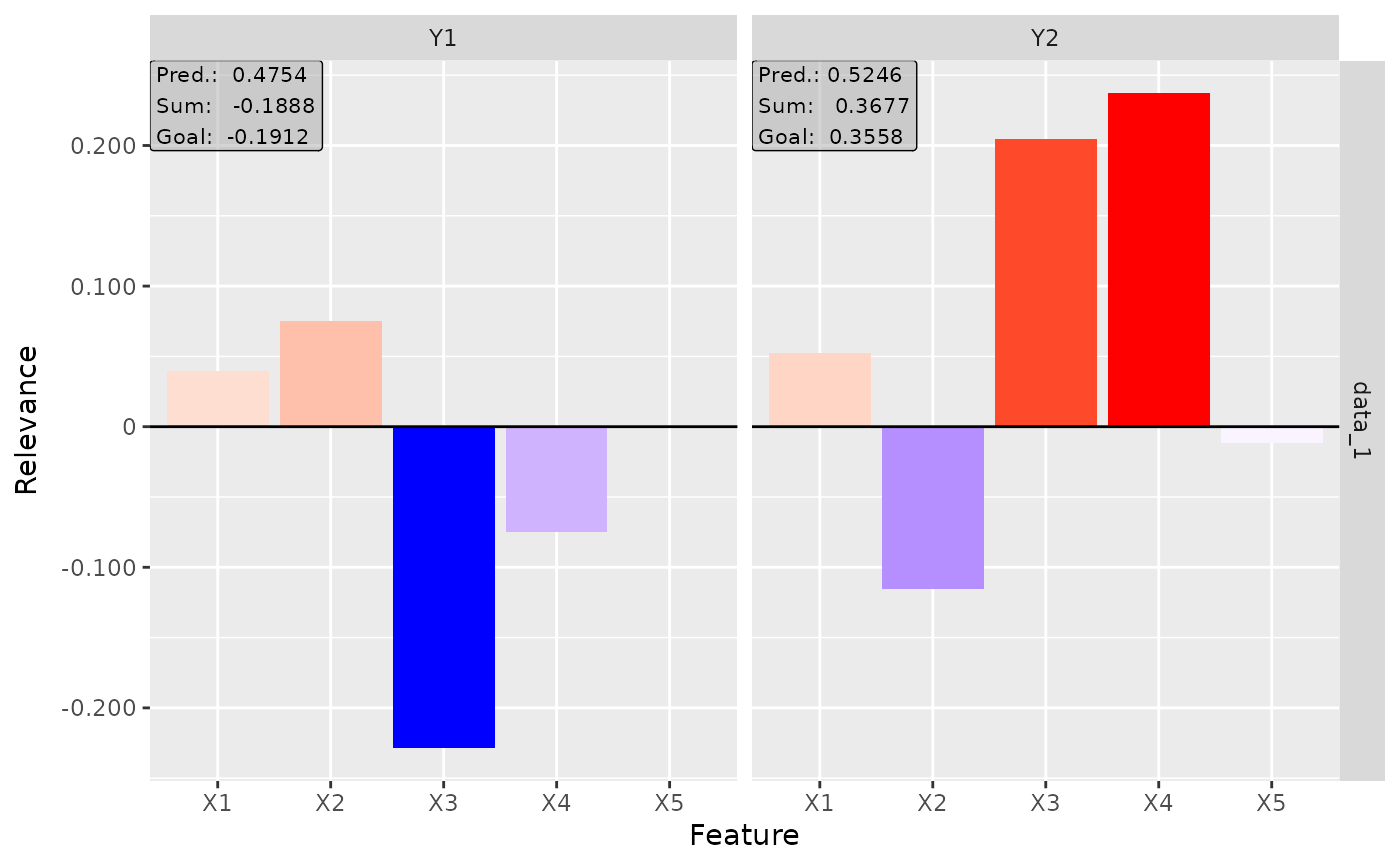 Y1
Y2
Pred.: 0.4754
Sum: -0.1888
Goal: -0.1912
Pred.: 0.5246
Sum: 0.3677
Goal: 0.3558
Relevance
0.200
0.100
0
-0.100
-0.200
data_1
X1 X2 X3 X4 X5
X1 X2 X3 X4 X5
Feature